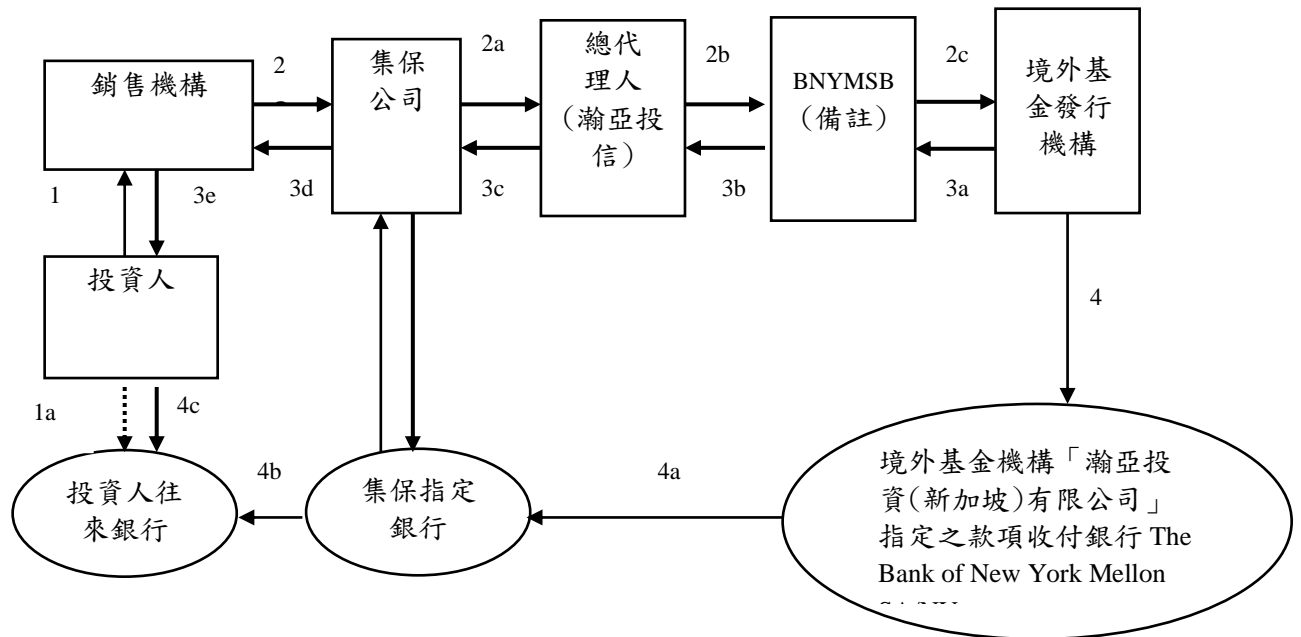 銷售機構
2
集保
公司
2a
總代
理人
(瀚亞投
信)
2b
BNYMSB
(備註)
2c
境外基
金發行
機構
1
3e
3d
3c
3b
3a
投資人
4
1a
4c
投資人往
來銀行
4b
集保指定
銀行
4a
境外基金機構「瀚亞投
資(新加坡)有限公司」
指定之款項收付銀行 The
Bank of New York Mellon